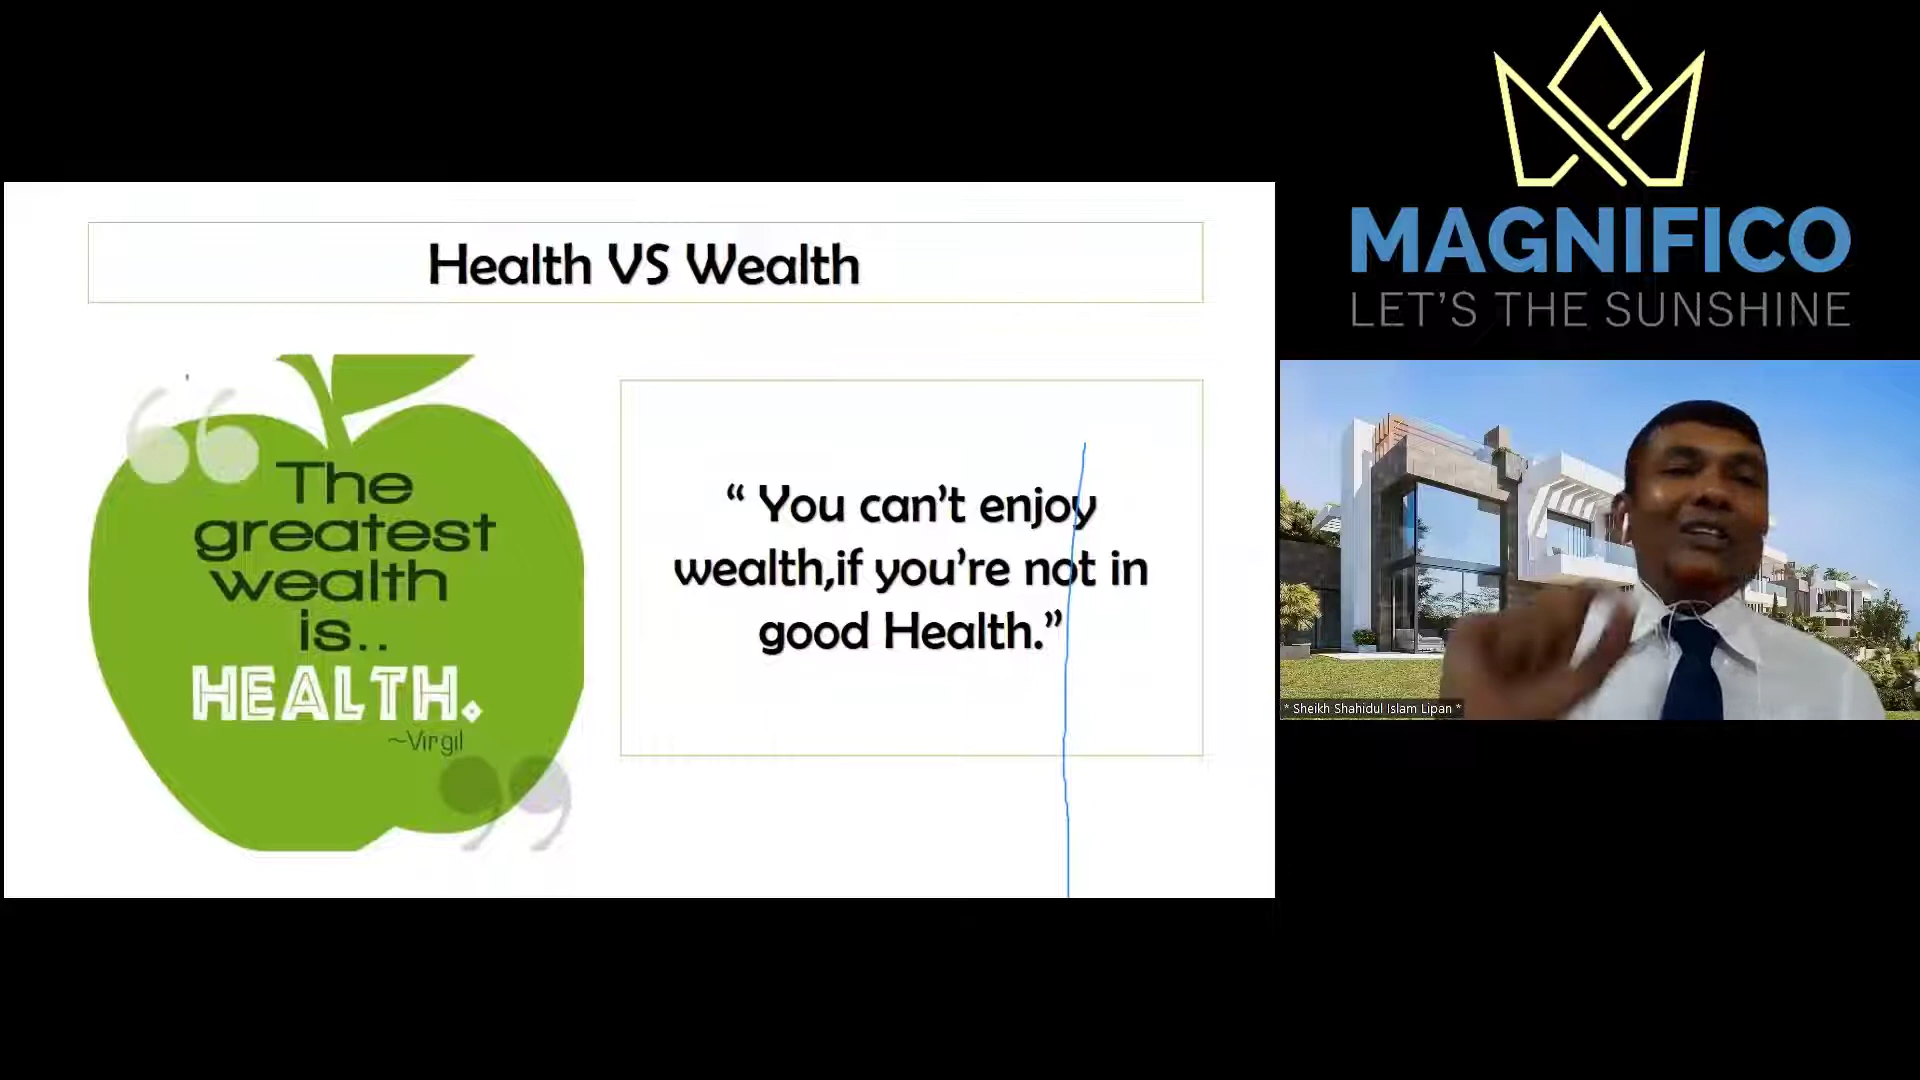 Health VS Wealth
“
The
greatest
wealth
is..
HEALTH.
~Virgil
”
“ You can’t enjoy
wealth,if you’re not in
good Health.”
MAGNIFICO
LET’S THE SUNSHINE
* Sheikh Shahidul Islam Lipan *